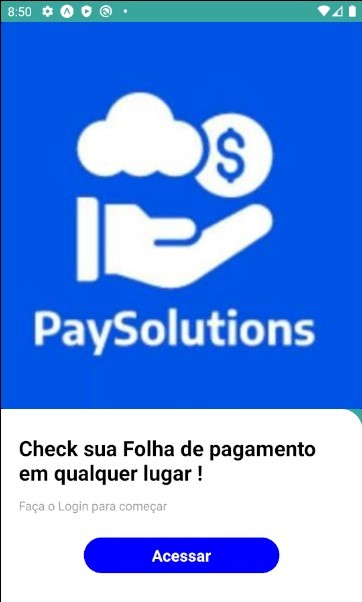 8:50
$
PaySolutions
Check sua Folha de pagamento
em qualquer lugar !
Faça o Login para começar
Acessar